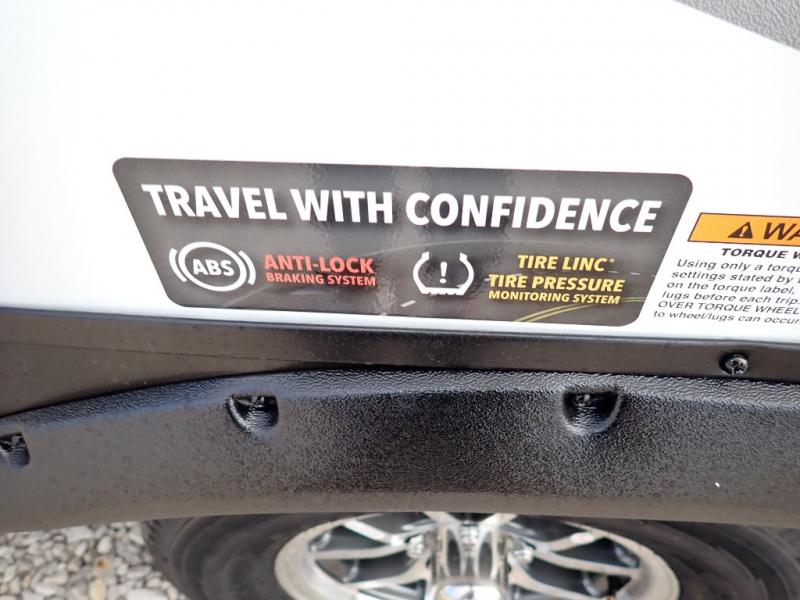 TRAVEL WITH CONFIDENCE
ABS
ANTI-LOCK
BRAKING SYSTEM
!
TIRE LINC
TIRE PRESSURE
MONITORING SYSTEM
TORQUE
Using only a
settings stated by
on the torque label,
lugs before each trip.
OVER TORQUE WHEEL
to wheel/lugs can occur